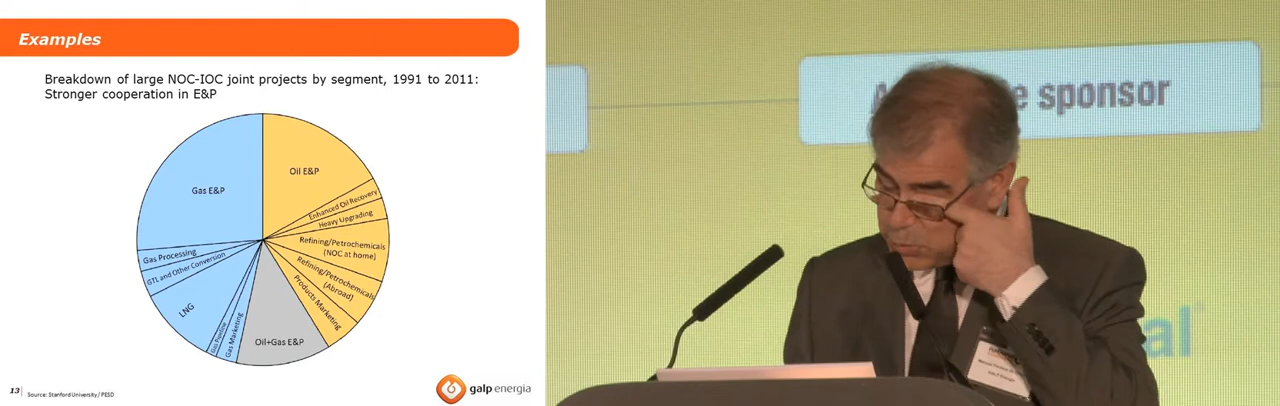 Examples
Breakdown of large NOC-IOC joint projects by segment, 1991 to 2011:
Stronger cooperation in E&P
Oil E&P
Enhanced Oil Recovery
Heavy Upgrading
Refining/Petrochemicals
(NOC at home)
Refining/Petrochemicals
(Abroad)
Products Marketing
Oil+Gas E&P
Gas Marketing
Gas Pipeline
LNG
GTL and Other Conversion
Gas Processing
Gas E&P
13
Source: Stanford University / PESD
galp energia
sponsor
al